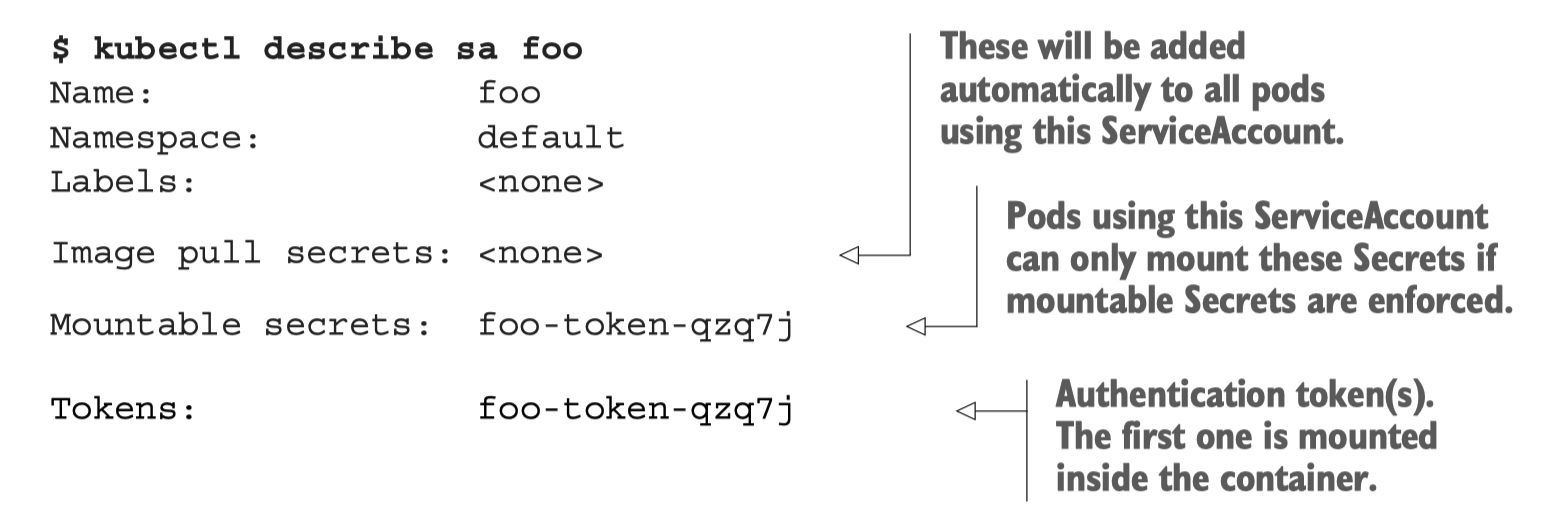 $ kubectl describe sa foo
Name: foo
Namespace: default
Labels: <none>
Image pull secrets: <none>
Mountable secrets: foo-token-qzq7j
Tokens: foo-token-qzq7j
These will be added
automatically to all pods
using this ServiceAccount.
Pods using this ServiceAccount
can only mount these Secrets if
mountable Secrets are enforced.
Authentication token(s).
The first one is mounted
inside the container.